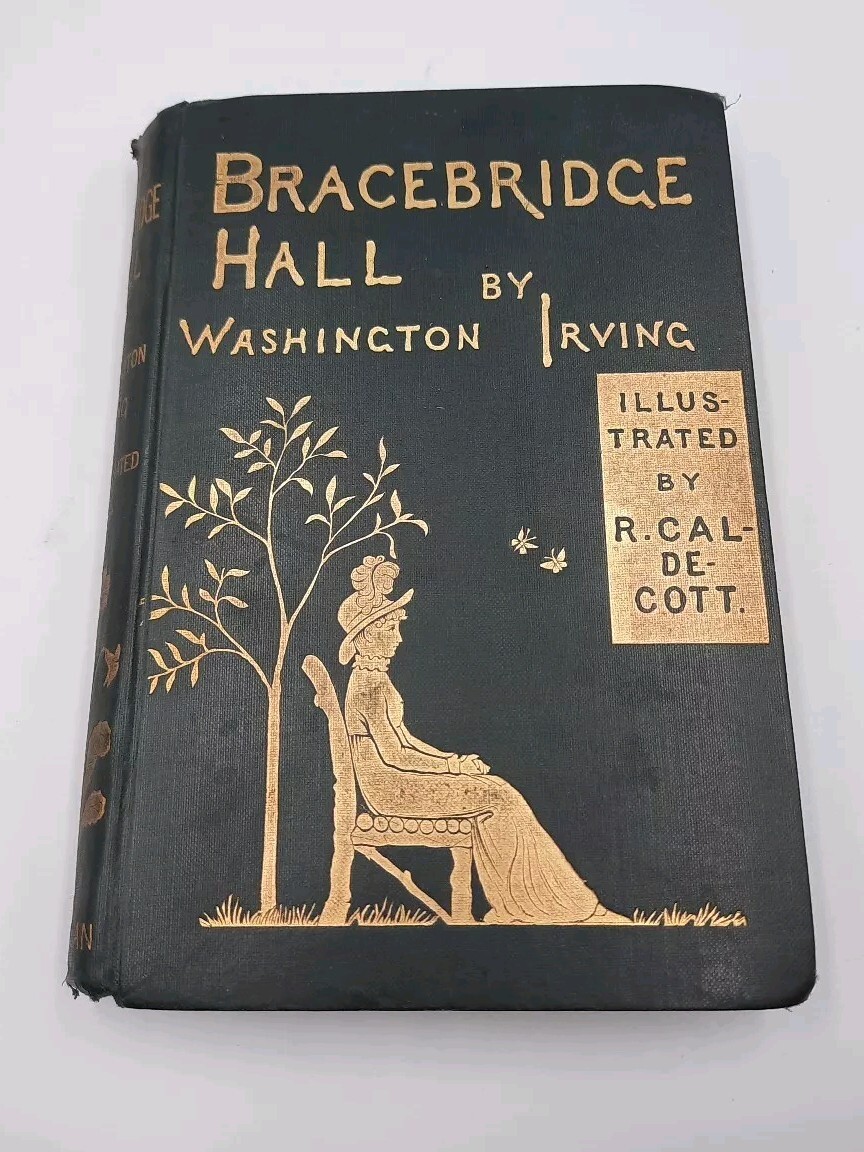 BRACEBRIDGE
HALL
BY
WASHINGTON IRVING
ILLUS-
TRATED
BY
R. CAL-
DE-
COTT.